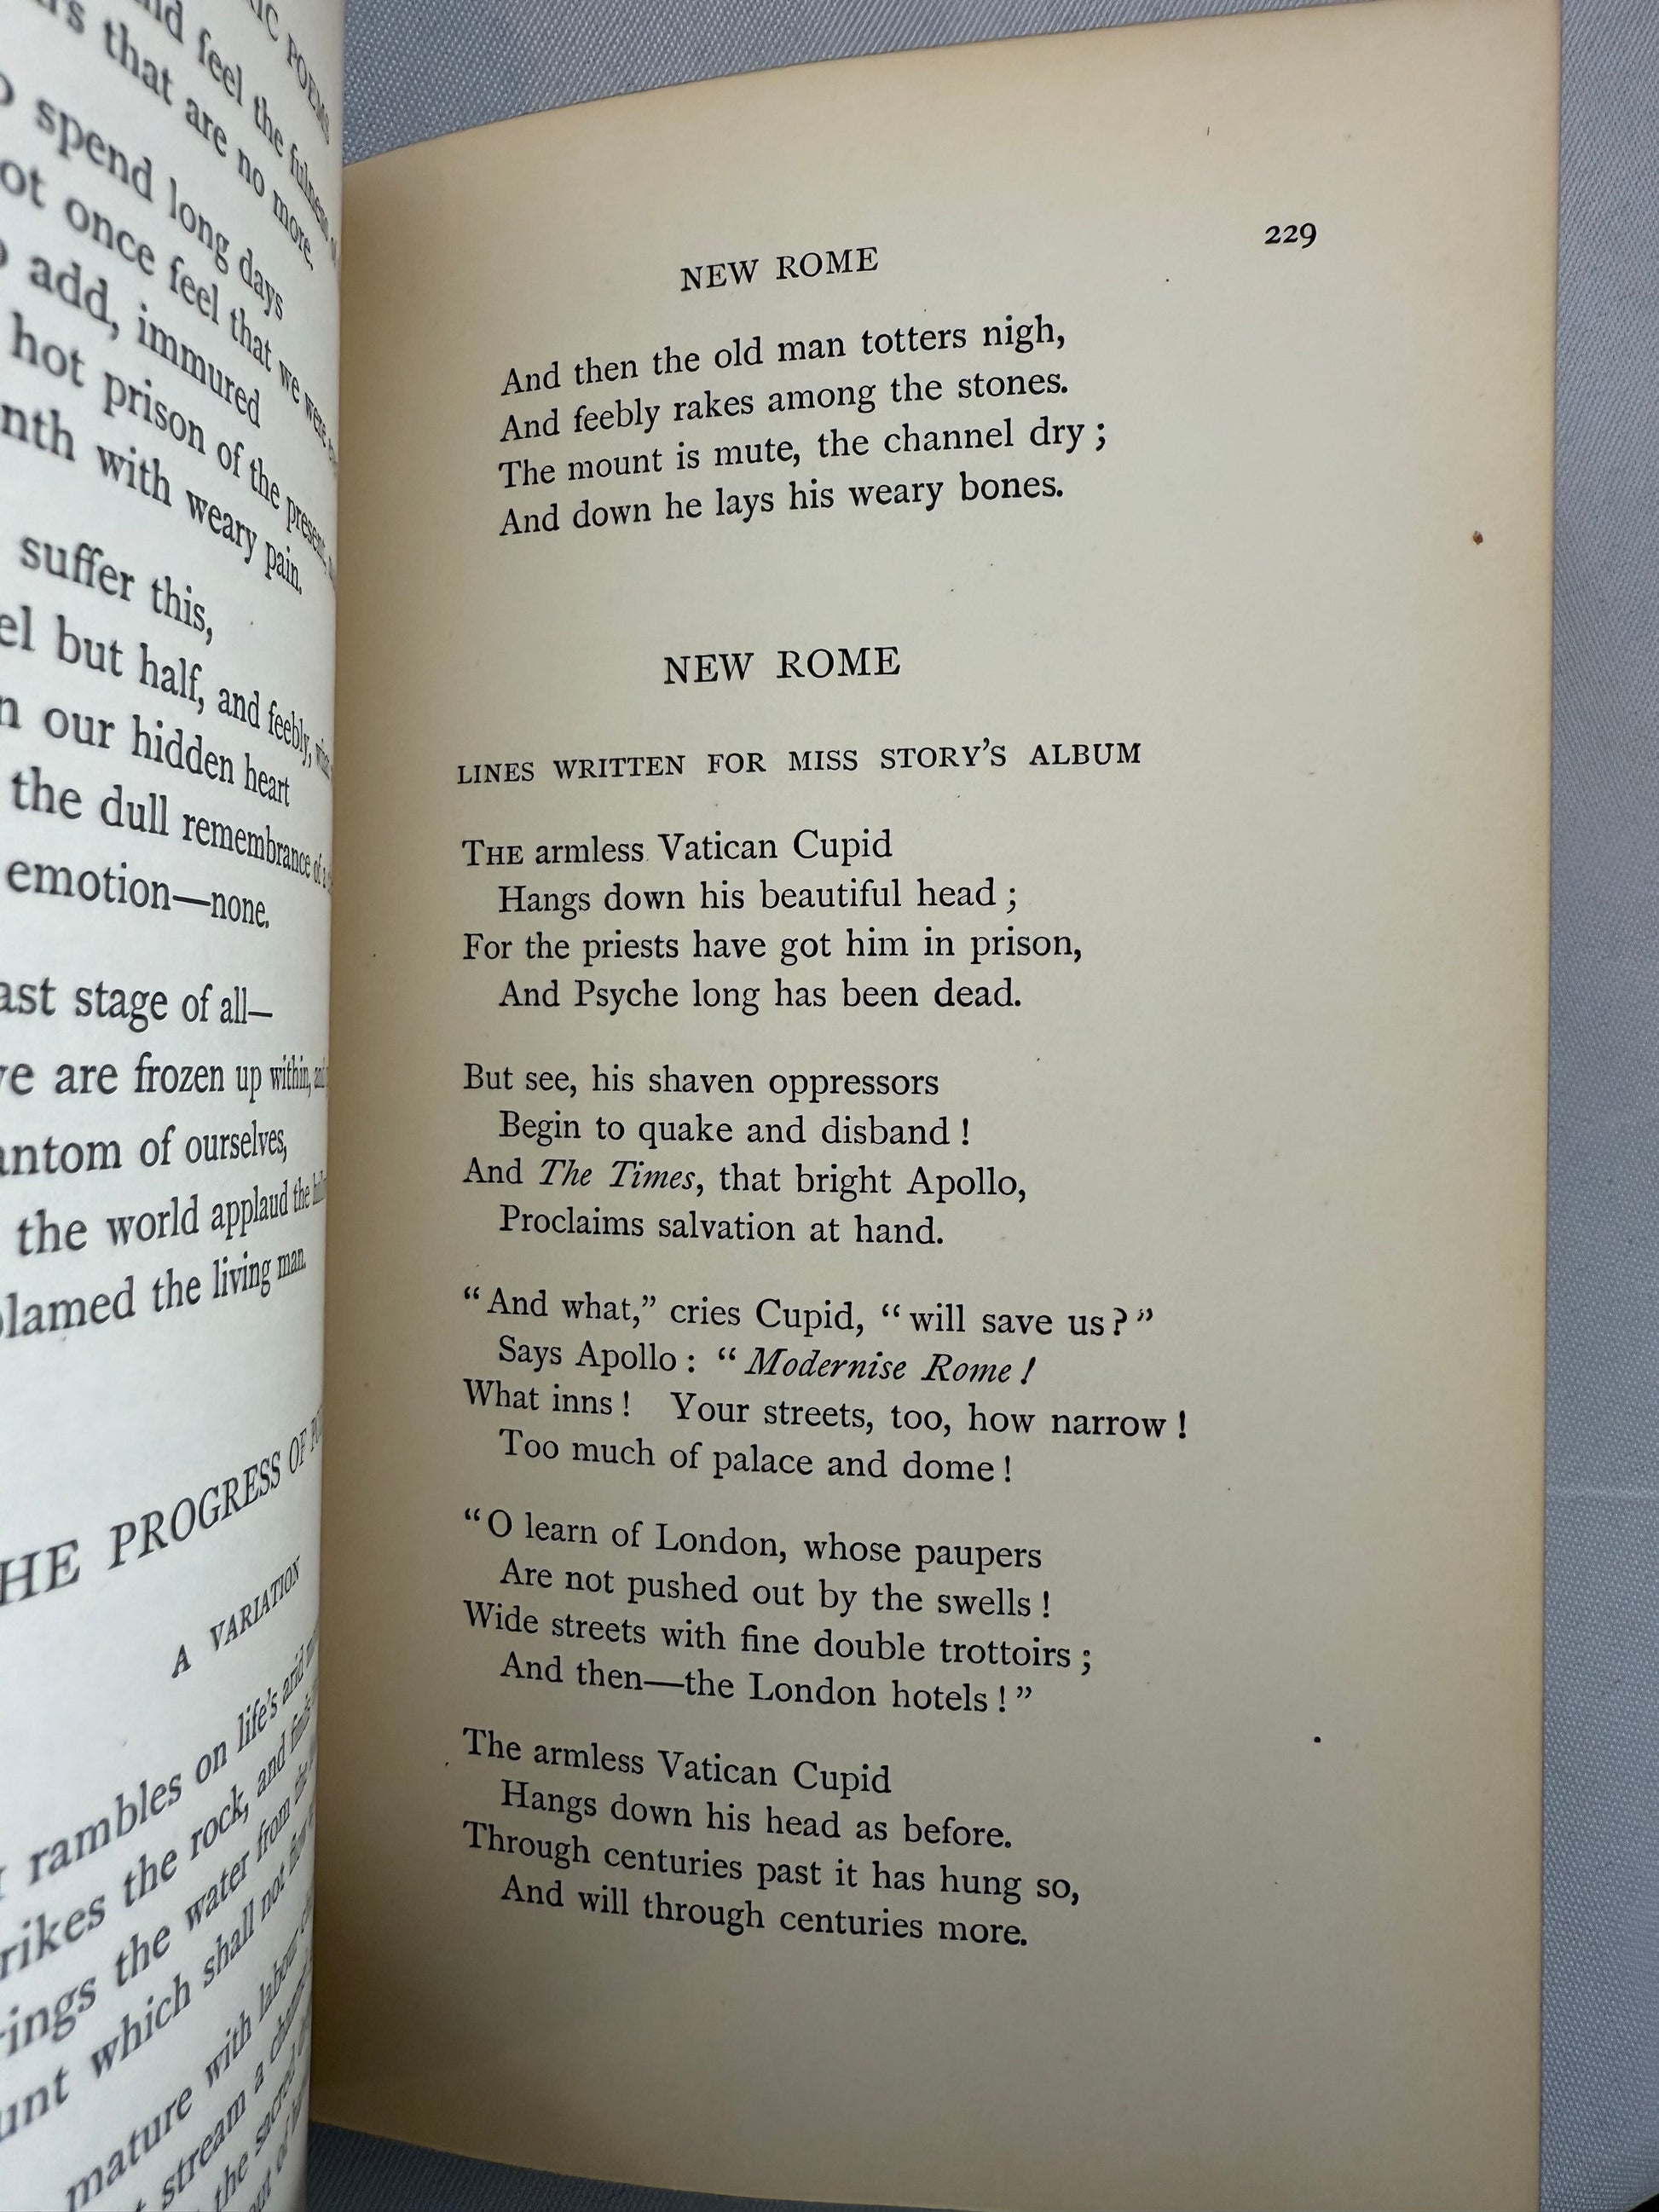 IC POEMS
nd feel the fulness
that are no more.
spend long days
once feel that we were
add, immured
hot prison of the present,
with weary pain.
suffer this,
but half, and feebly,
our hidden heart
the dull remembrance of a
emotion—none.
stage of all—
are frozen up within, and
of ourselves,
the world applaud the
the living man.
THE PROGRESS OF
A VARIATION
rambles on life's arid
the rock, and finds
the water from the
which shall not
mature with labour
stream a
the sacred
NEW ROME
229
And then the old man totters nigh,
And feebly rakes among the stones.
The mount is mute, the channel dry ;
And down he lays his weary bones.
NEW ROME
LINES WRITTEN FOR MISS STORY'S ALBUM
THE armless Vatican Cupid
Hangs down his beautiful head ;
For the priests have got him in prison,
And Psyche long has been dead.
But see, his shaven oppressors
Begin to quake and disband !
And The Times, that bright Apollo,
Proclaims salvation at hand.
“And what,” cries Cupid, “ will save us ? ”
Says Apollo : “ Modernise Rome !
What inns ! Your streets, too, how narrow !
Too much of palace and dome !
“O learn of London, whose paupers
Are not pushed out by the swells !
Wide streets with fine double trottoirs ;
And then—the London hotels ! ”
The armless Vatican Cupid
Hangs down his head as before.
Through centuries past it has hung so,
And will through centuries more.